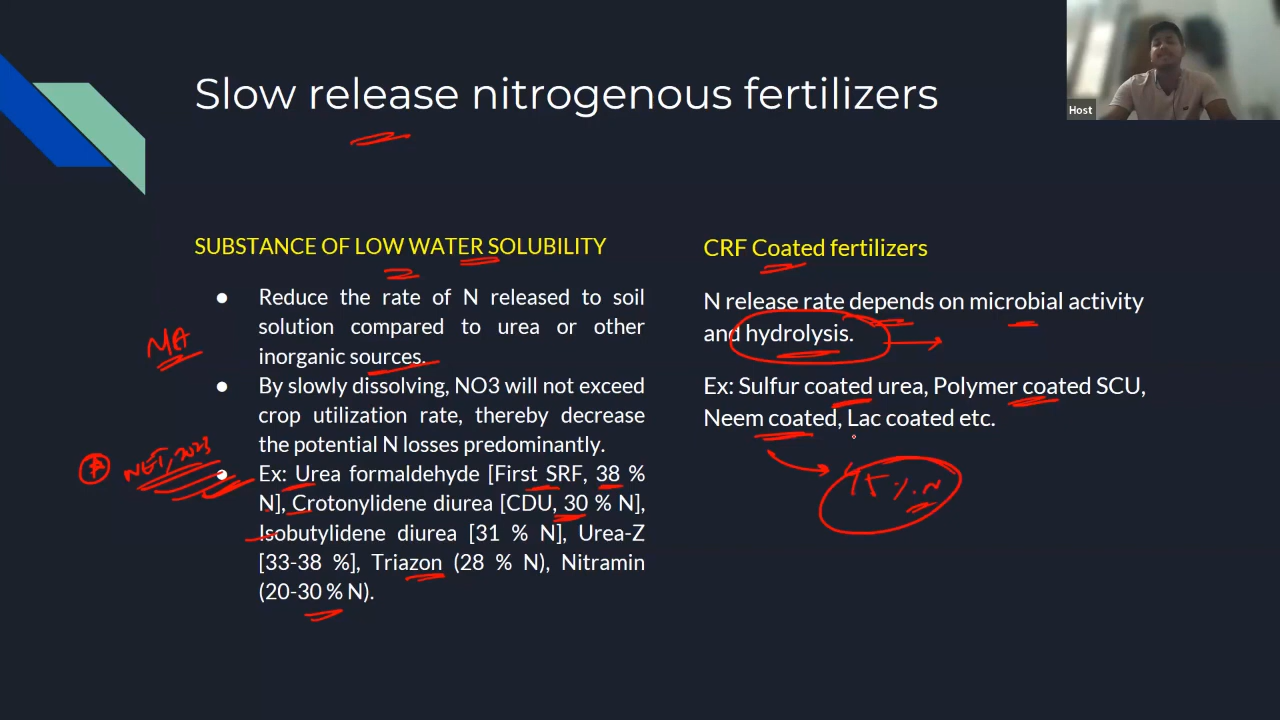 Host
Slow release nitrogenous fertilizers
SUBSTANCE OF LOW WATER SOLUBILITY
● Reduce the rate of N released to soil
solution compared to urea or other
inorganic sources.
● By slowly dissolving, NO3 will not exceed
crop utilization rate, thereby decrease
the potential N losses predominantly.
● Ex: Urea formaldehyde [First SRF, 38 %
N], Crotonylidene diurea [CDU, 30 % N],
Isobutylidene diurea [31 % N], Urea-Z
[33-38 %], Triazon (28 % N), Nitramin
(20-30 % N).
MA
NET, 2023
CRF Coated fertilizers
N release rate depends on microbial activity
and hydrolysis.
Ex: Sulfur coated urea, Polymer coated SCU,
Neem coated, Lac coated etc.
45 %. N